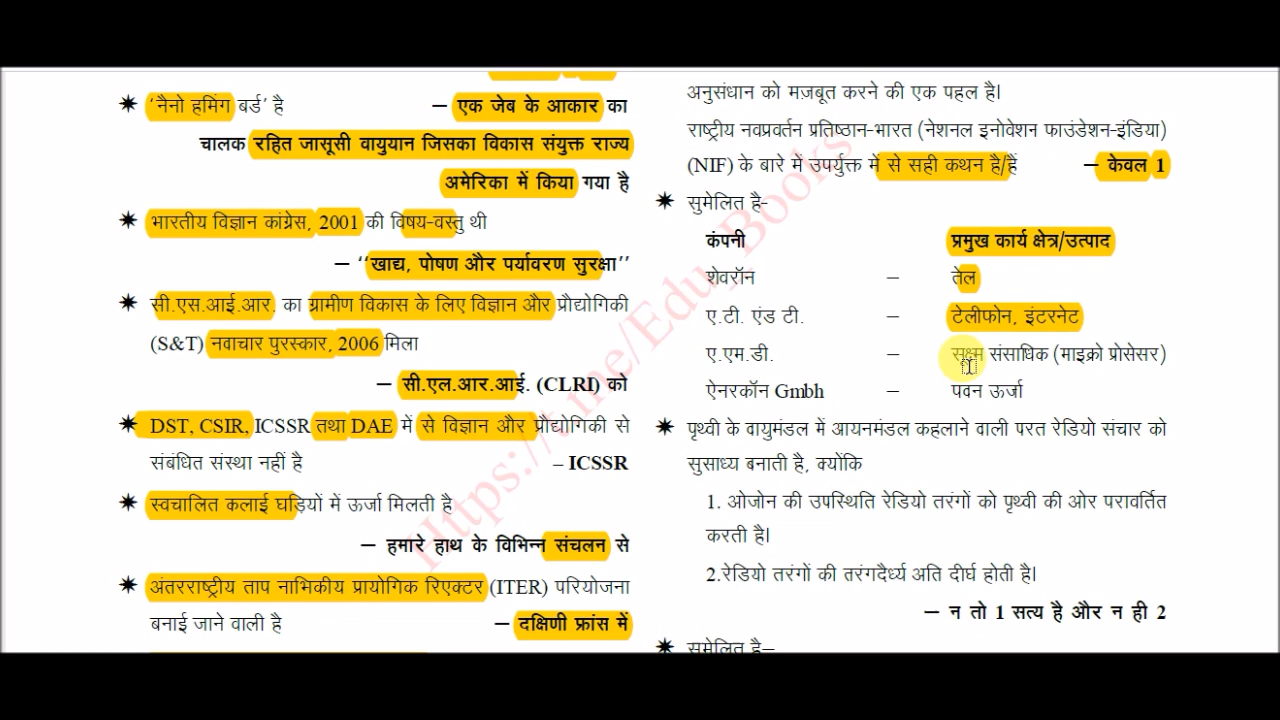 ✷ 'नैनो हमिंग बर्ड' है – एक जेब के आकार का
चालक रहित जासूसी वायुयान जिसका विकास संयुक्त राज्य
अमेरिका में किया गया है
✷ भारतीय विज्ञान कांग्रेस, 2001 की विषय-वस्तु थी
– ''खाद्य, पोषण और पर्यावरण सुरक्षा''
✷ सी.एस.आई.आर. का ग्रामीण विकास के लिए विज्ञान और प्रौद्योगिकी
(S&T) नवाचार पुरस्कार, 2006 मिला
– सी.एल.आर.आई. (CLRI) को
✷ DST, CSIR, ICSSR तथा DAE में से विज्ञान और प्रौद्योगिकी से
संबंधित संस्था नहीं है – ICSSR
✷ स्वचालित कलाई घड़ियों में ऊर्जा मिलती है
– हमारे हाथ के विभिन्न संचलन से
✷ अंतरराष्ट्रीय ताप नाभिकीय प्रायोगिक रिएक्टर (ITER) परियोजना
बनाई जाने वाली है – दक्षिणी फ्रांस में
अनुसंधान को मज़बूत करने की एक पहल है।
राष्ट्रीय नवप्रवर्तन प्रतिष्ठान-भारत (नेशनल इनोवेशन फाउंडेशन-इंडिया)
(NIF) के बारे में उपर्युक्त में से सही कथन है/हैं – केवल 1
✷ सुमेलित है-
कंपनी प्रमुख कार्य क्षेत्र/उत्पाद
शेवरॉन – तेल
ए.टी. एंड टी. – टेलीफोन, इंटरनेट
ए.एम.डी. – सूक्ष्म संसाधिक (माइक्रो प्रोसेसर)
ऐनरकॉन Gmbh – पवन ऊर्जा
✷ पृथ्वी के वायुमंडल में आयनमंडल कहलाने वाली परत रेडियो संचार को
सुसाध्य बनाती है, क्योंकि
1. ओजोन की उपस्थिति रेडियो तरंगों को पृथ्वी की ओर परावर्तित
करती है।
2.रेडियो तरंगों की तरंगदैर्ध्य अति दीर्घ होती है।
– न तो 1 सत्य है और न ही 2
✷ सुमेलित है–
Https://t.me/Edu_Books